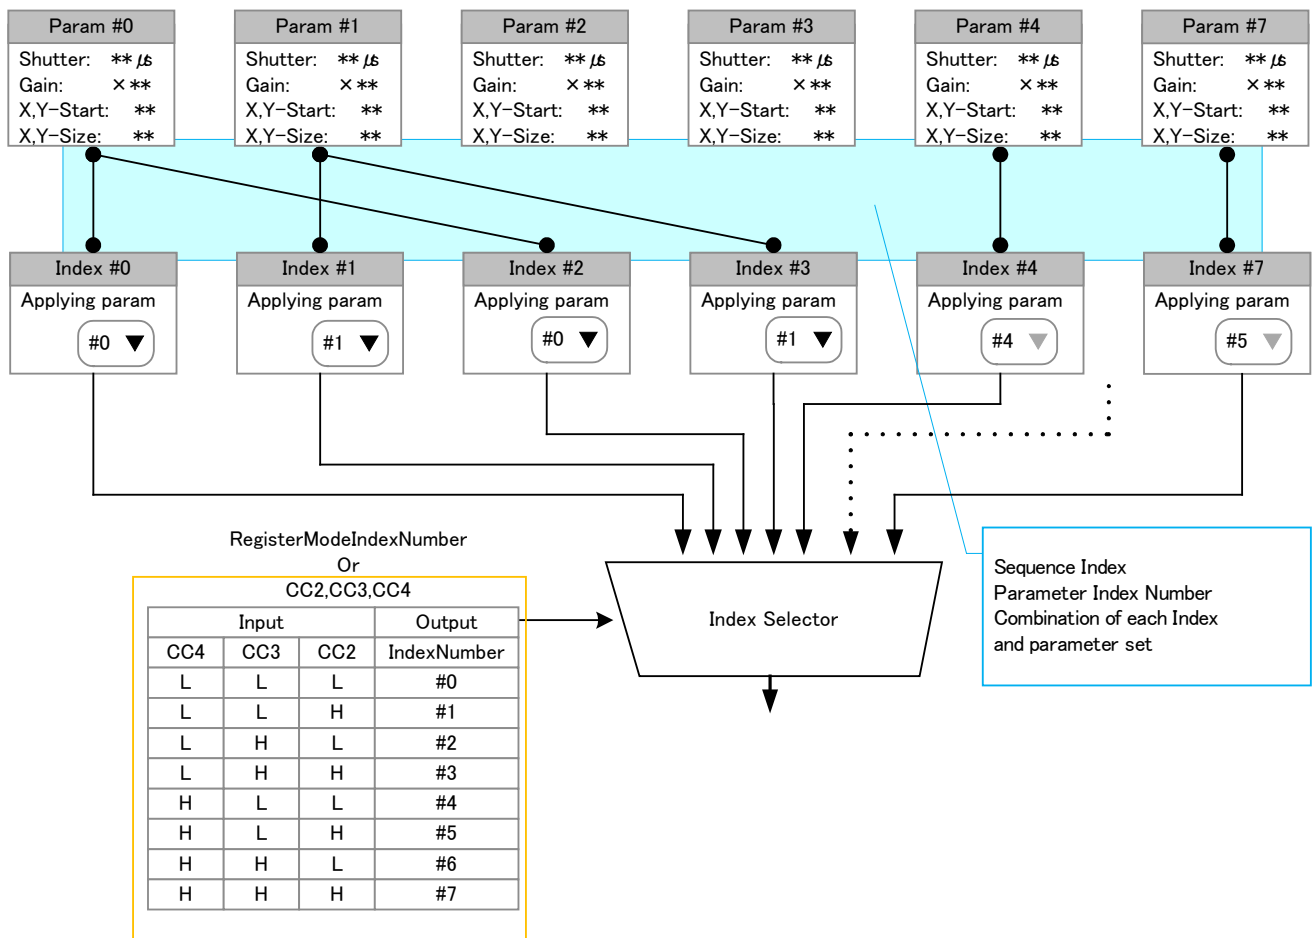 Param #0
Shutter: ** μs
Gain: ×**
X,Y-Start: **
X,Y-Size: **
Param #1
Shutter: ** μs
Gain: ×**
X,Y-Start: **
X,Y-Size: **
Param #2
Shutter: ** μs
Gain: ×**
X,Y-Start: **
X,Y-Size: **
Param #3
Shutter: ** μs
Gain: ×**
X,Y-Start: **
X,Y-Size: **
Param #4
Shutter: ** μs
Gain: ×**
X,Y-Start: **
X,Y-Size: **
Param #7
Shutter: ** μs
Gain: ×**
X,Y-Start: **
X,Y-Size: **
Index #0
Applying param
#0 ▼
Index #1
Applying param
#1 ▼
Index #2
Applying param
#0 ▼
Index #3
Applying param
#1 ▼
Index #4
Applying param
#4 ▼
Index #7
Applying param
#5 ▼
RegisterModeIndexNumber
Or
CC2,CC3,CC4
Input Output
CC4 CC3 CC2 IndexNumber
L L L #0
L L H #1
L H L #2
L H H #3
H L L #4
H L H #5
H H L #6
H H H #7
Index Selector
Sequence Index
Parameter Index Number
Combination of each Index
and parameter set